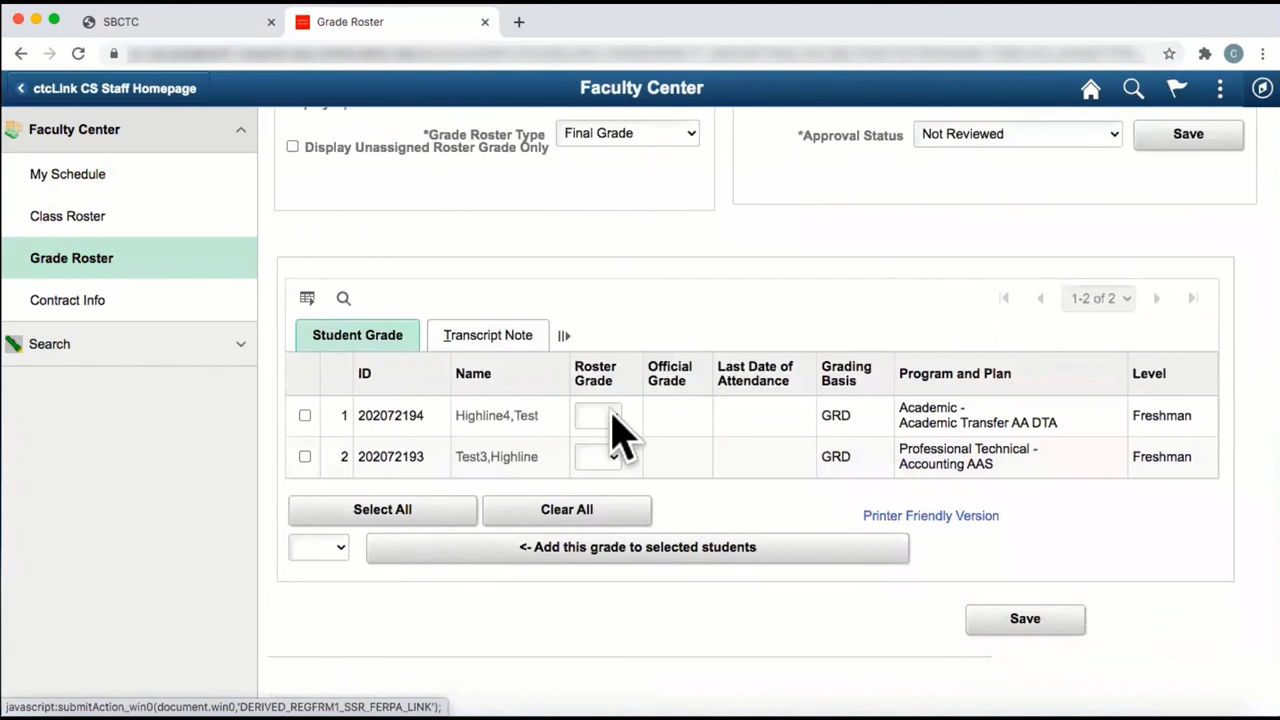 SBCTC
Grade Roster
ctcLink CS Staff Homepage
Faculty Center
Faculty Center
My Schedule
Class Roster
Grade Roster
Contract Info
Search
*Grade Roster Type
Final Grade
Display Unassigned Roster Grade Only
*Approval Status
Not Reviewed
Save
1-2 of 2
Student Grade
Transcript Note
ID
Name
Roster
Grade
Official
Grade
Last Date of
Attendance
Grading
Basis
Program and Plan
Level
1
202072194
Highline4,Test
GRD
Academic -
Academic Transfer AA DTA
Freshman
2
202072193
Test3,Highline
GRD
Professional Technical -
Accounting AAS
Freshman
Select All
Clear All
Printer Friendly Version
<- Add this grade to selected students
Save
javascript:submitAction_win0(document.win0,'DERIVED_REGFRM1_SSR_FERPA_LINK');
C